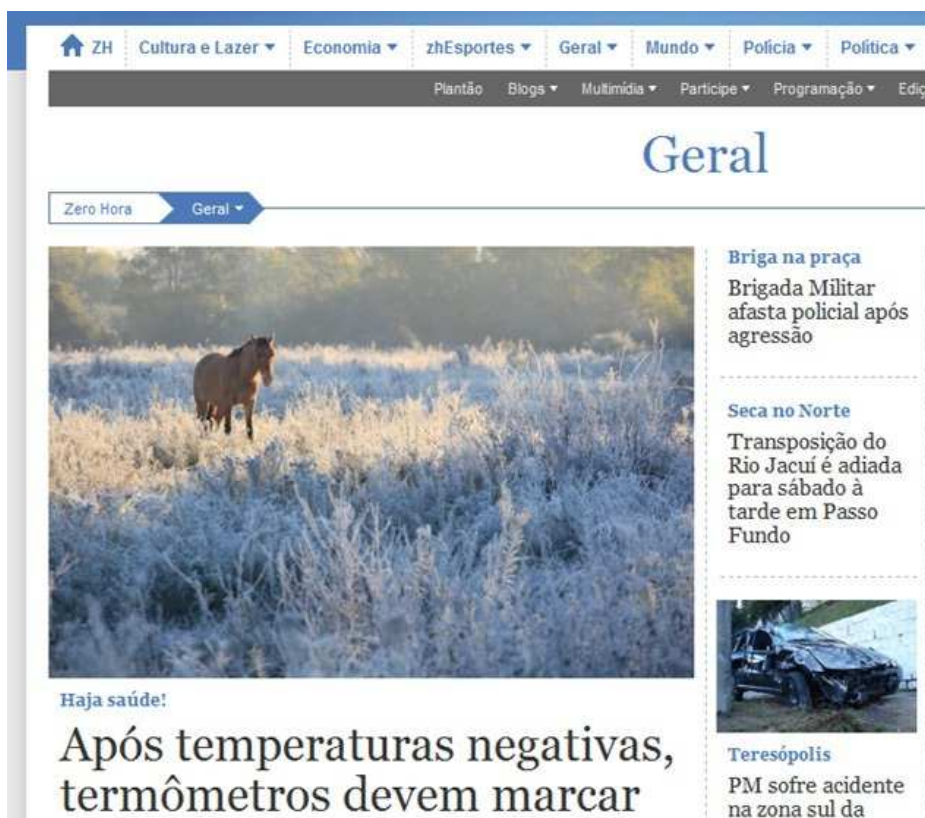 ZH Cultura e Lazer Economia zhEsportes Geral Mundo Polícia Política
Plantão Blogs Multimídia Participe Programação
Geral
Zero Hora Geral
Briga na praça
Brigada Militar
afasta policial após
agressão
Seca no Norte
Transposição do
Rio Jacuí é adiada
para sábado à
tarde em Passo
Fundo
Haja saúde!
Após temperaturas negativas,
termômetros devem marcar
Teresópolis
PM sofre acidente
na zona sul da